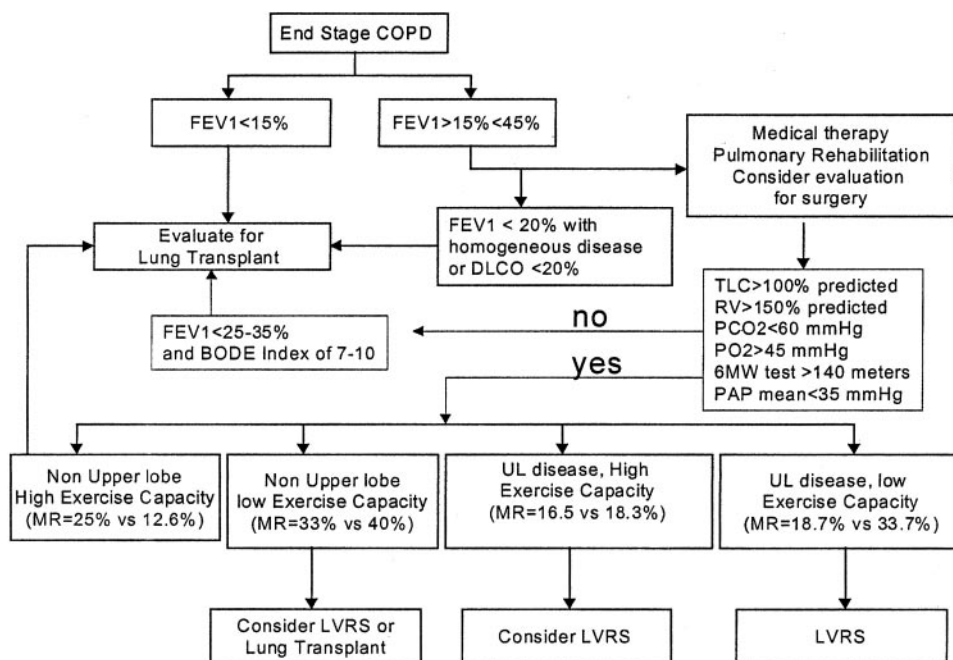 End Stage COPD
FEV1<15%
FEV1>15%<45%
Medical therapy
Pulmonary Rehabilitation
Consider evaluation
for surgery
Evaluate for
Lung Transplant
FEV1 < 20% with
homogeneous disease
or DLCO <20%
FEV1<25-35%
and BODE Index of 7-10
no
yes
TLC>100% predicted
RV>150% predicted
PCO2<60 mmHg
PO2>45 mmHg
6MW test >140 meters
PAP mean<35 mmHg
Non Upper lobe
High Exercise Capacity
(MR=25% vs 12.6%)
Non Upper lobe
low Exercise Capacity
(MR=33% vs 40%)
UL disease, High
Exercise Capacity
(MR=16.5 vs 18.3%)
UL disease, low
Exercise Capacity
(MR=18.7% vs 33.7%)
Consider LVRS or
Lung Transplant
Consider LVRS
LVRS